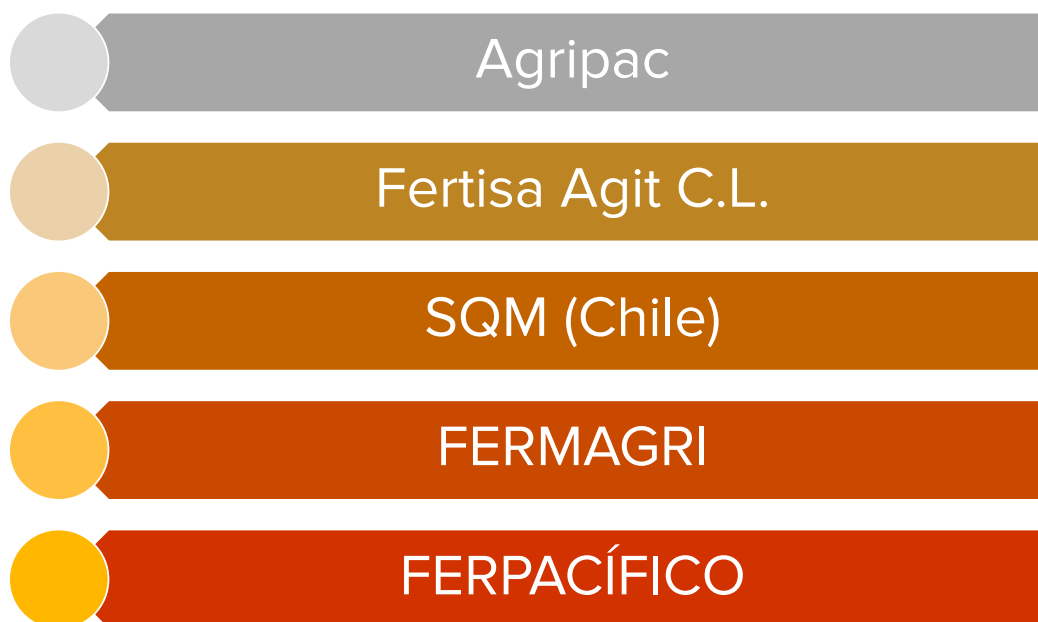 Agripac
Fertisa Agit C.L.
SQM (Chile)
FERMAGRI
FERPACÍFICO